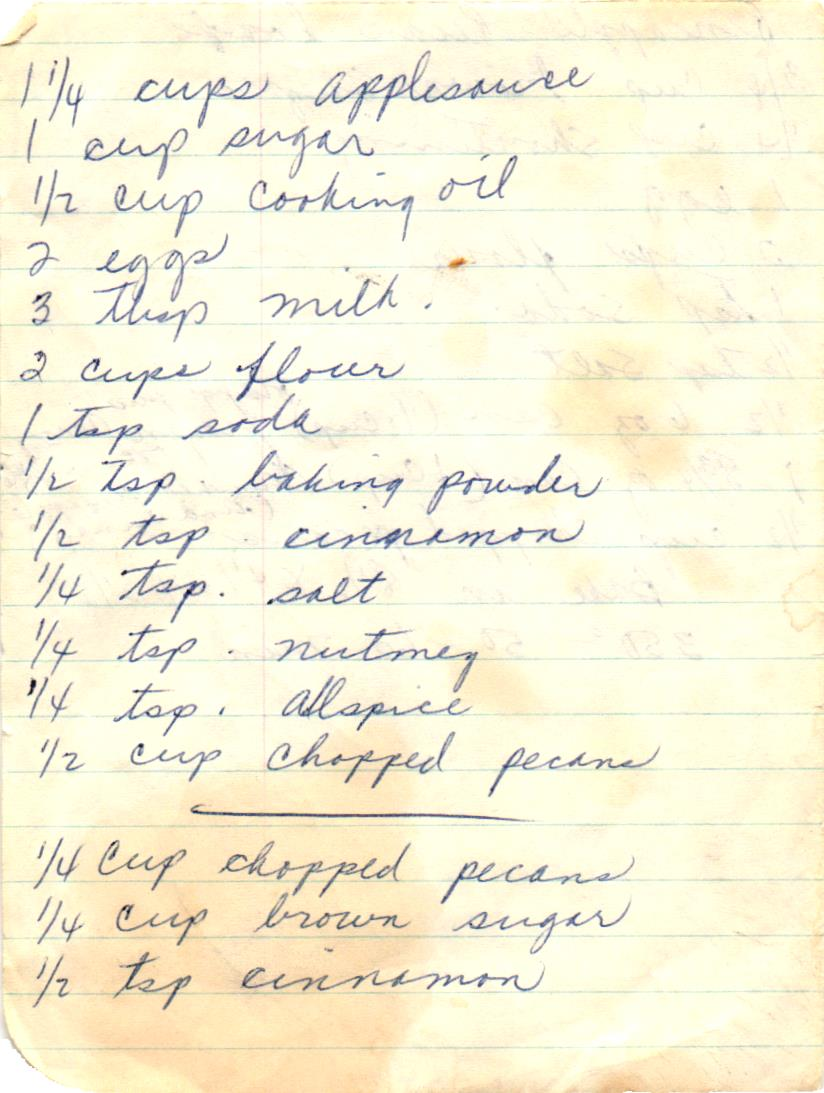 1 1/4 cups applesauce
1 cup sugar
1/2 cup cooking oil
2 eggs
3 tbsp milk.
2 cups flour
1 tsp soda
1/2 tsp. baking powder
1/2 tsp. cinnamon
1/4 tsp. salt
1/4 tsp. nutmeg
1/4 tsp. allspice
1/2 cup chopped pecans
1/4 cup chopped pecans
1/4 cup brown sugar
1/2 tsp cinnamon